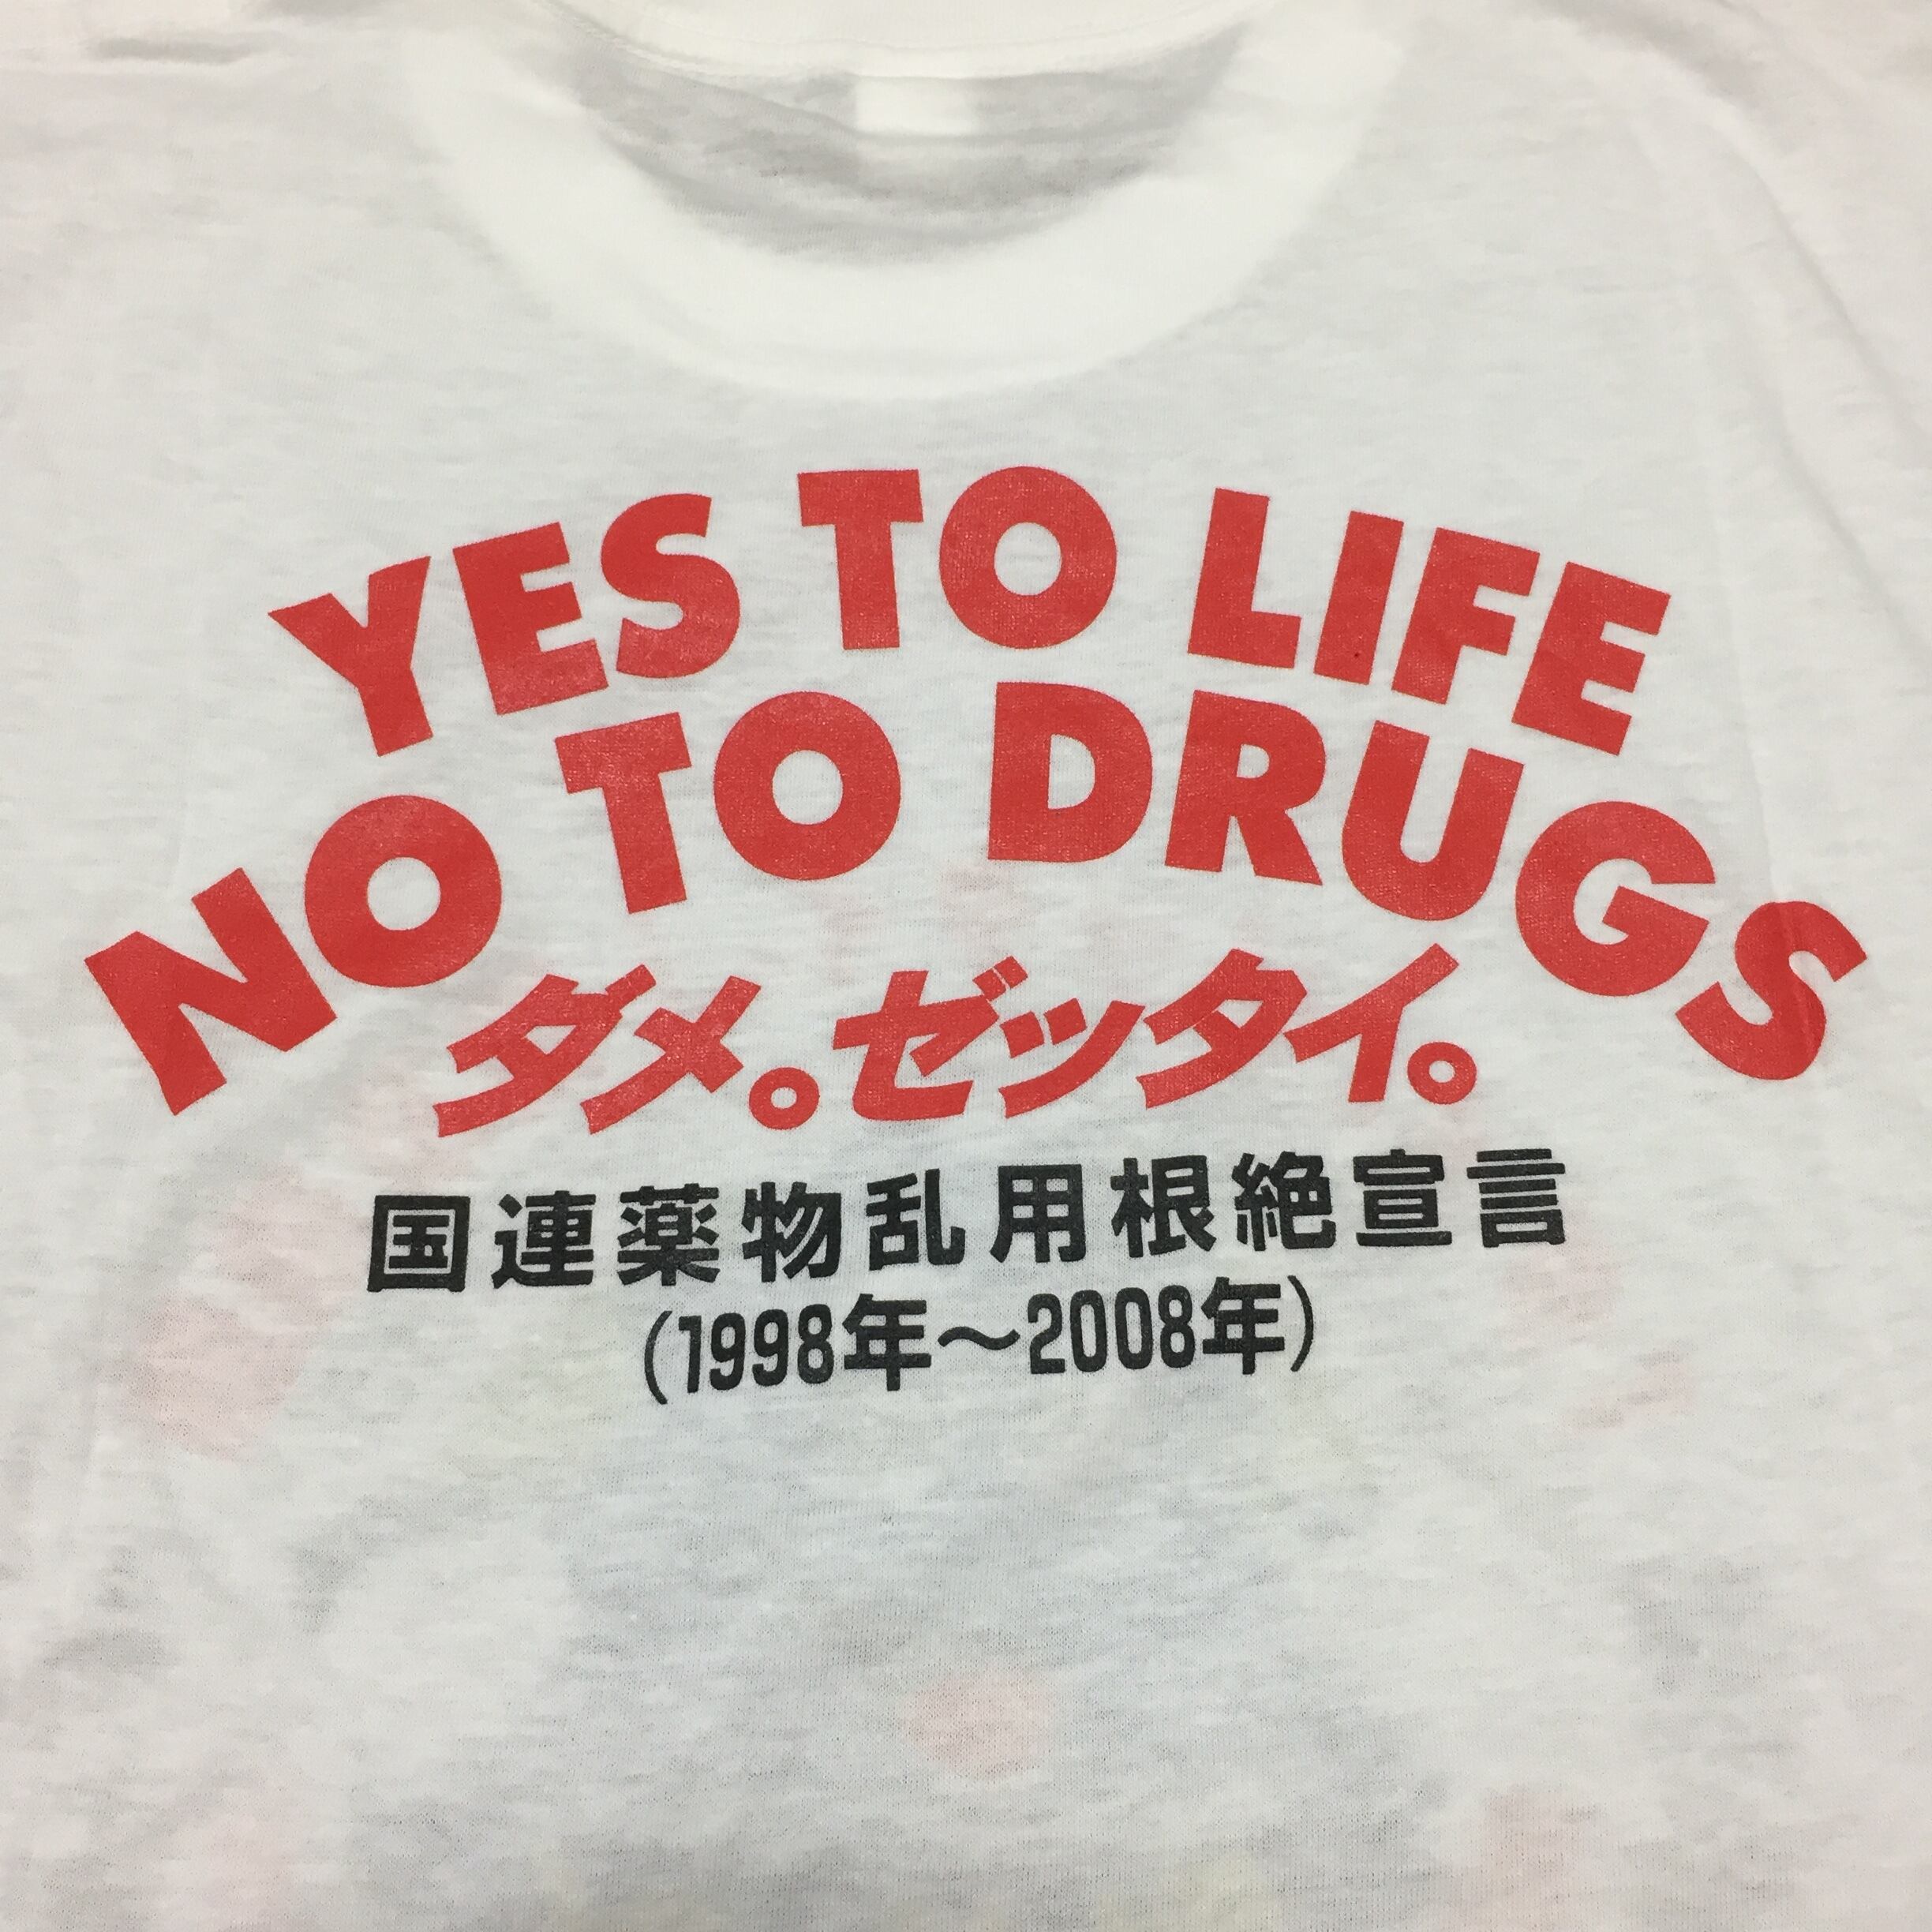 YES TO LIFE
NO TO DRUGS
ダメ。ゼッタイ。
国連薬物乱用根絶宣言
(1998年～2008年)